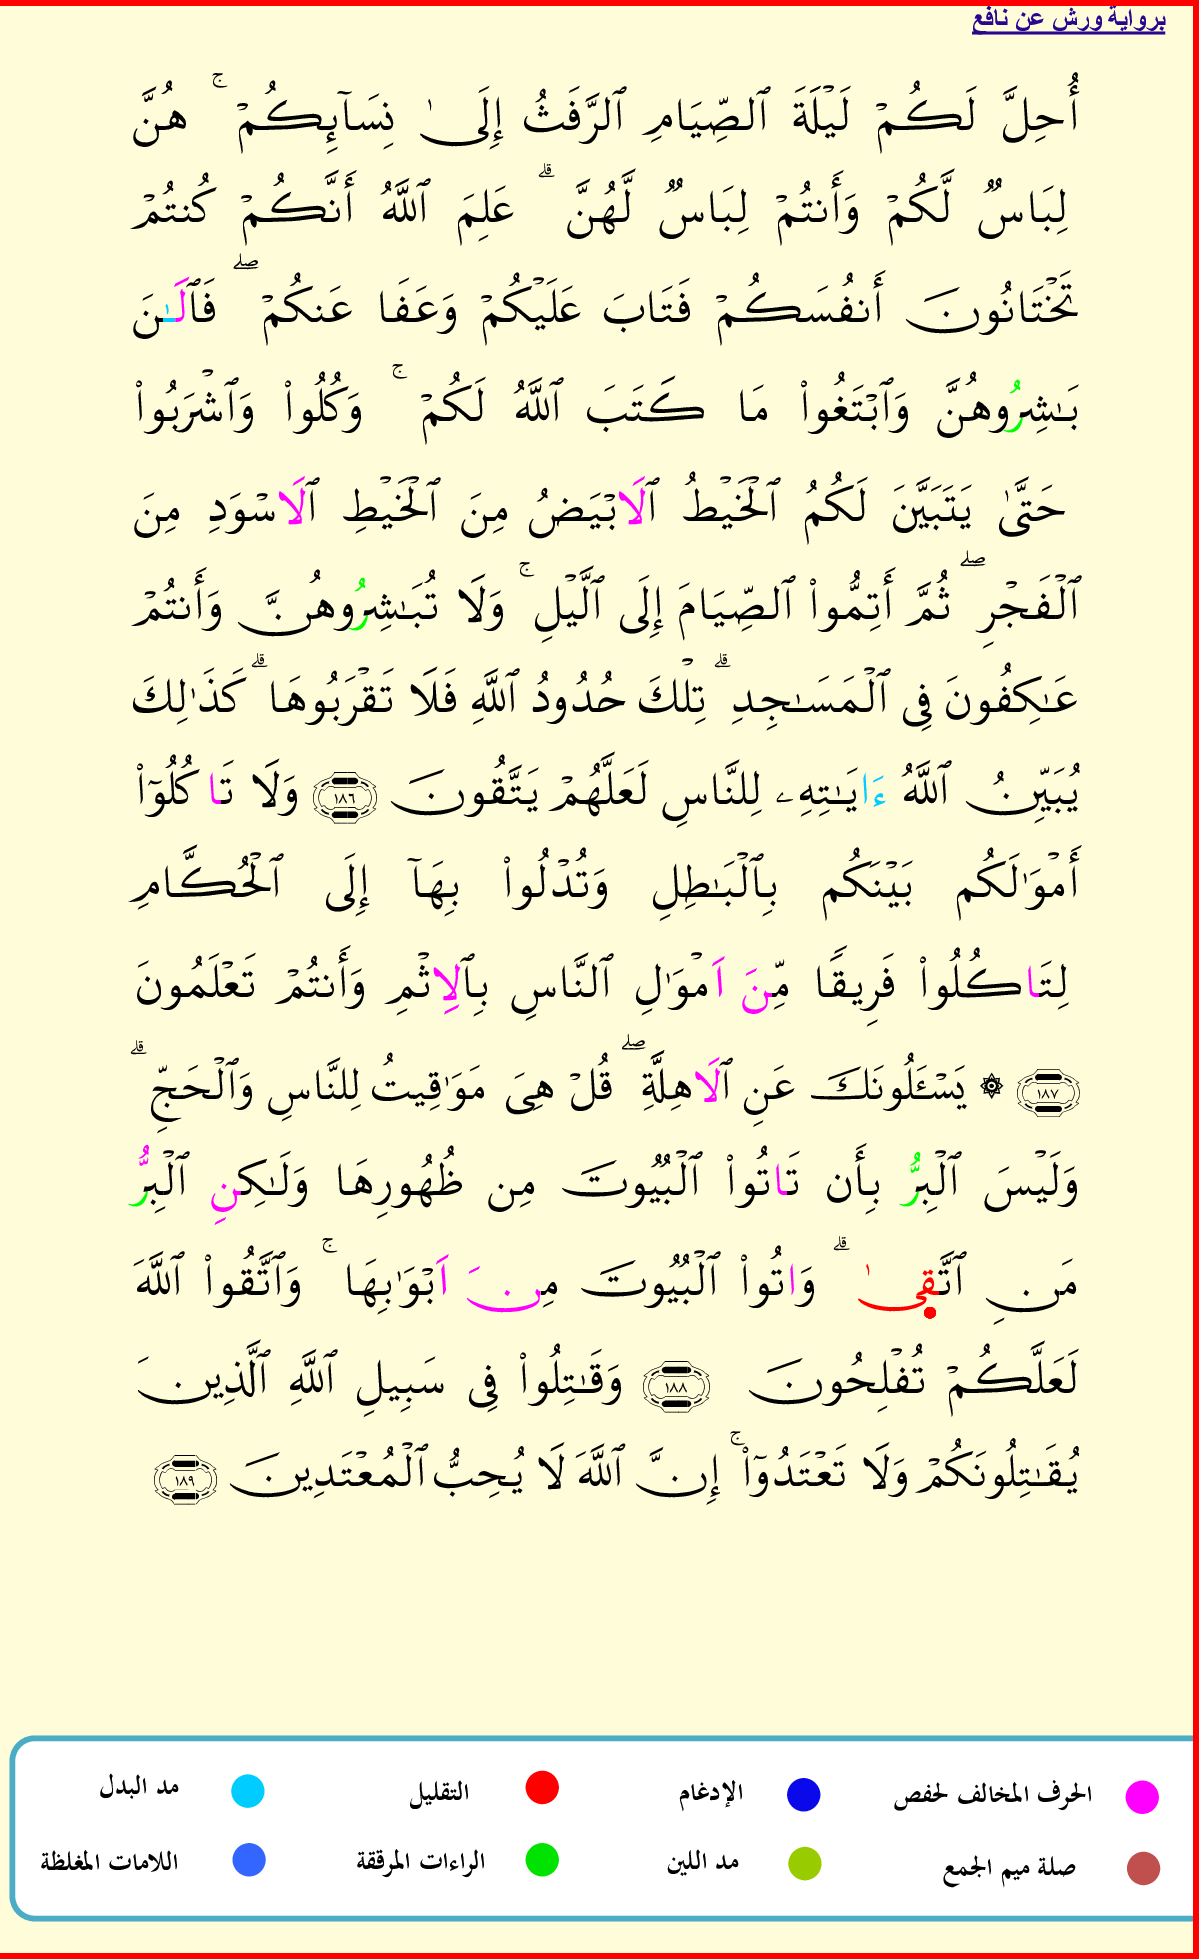 برواية ورش عن نافع
أُحِلَّ لَكُمْ لَيْلَةَ ٱلصِّيَامِ ٱلرَّفَثُ إِلَىٰ نِسَآئِكُمْ ۚ هُنَّ
لِبَاسٌ لَّكُمْ وَأَنتُمْ لِبَاسٌ لَّهُنَّ ۗ عَلِمَ ٱللَّهُ أَنَّكُمْ كُنتُمْ
تَخْتَانُونَ أَنفُسَكُمْ فَتَابَ عَلَيْكُمْ وَعَفَا عَنكُمْ ۖ فَٱلَـٰنَ
بَـٰشِرُوهُنَّ وَٱبْتَغُوا۟ مَا كَتَبَ ٱللَّهُ لَكُمْ ۚ وَكُلُوا۟ وَٱشْرَبُوا۟
حَتَّىٰ يَتَبَيَّنَ لَكُمُ ٱلْخَيْطُ ٱلَابْيَضُ مِنَ ٱلْخَيْطِ ٱلَاسْوَدِ مِنَ
ٱلْفَجْرِ ۖ ثُمَّ أَتِمُّوا۟ ٱلصِّيَامَ إِلَى ٱلَّيْلِ ۚ وَلَا تُبَـٰشِرُوهُنَّ وَأَنتُمْ
عَـٰكِفُونَ فِى ٱلْمَسَـٰجِدِ ۗ تِلْكَ حُدُودُ ٱللَّهِ فَلَا تَقْرَبُوهَا ۗ كَذَٰلِكَ
يُبَيِّنُ ٱللَّهُ ءَايَـٰتِهِۦ لِلنَّاسِ لَعَلَّهُمْ يَتَّقُونَ ١٨٦ وَلَا تَاكُلُوٓا۟
أَمْوَٰلَكُم بَيْنَكُم بِٱلْبَـٰطِلِ وَتُدْلُوا۟ بِهَآ إِلَى ٱلْحُكَّامِ
لِتَاكُلُوا۟ فَرِيقًا مِّنَ اَمْوَٰلِ ٱلنَّاسِ بِٱلِاثْمِ وَأَنتُمْ تَعْلَمُونَ
١٨٧ ۞ يَسْـَٔلُونَكَ عَنِ ٱلَاهِلَّةِ ۖ قُلْ هِىَ مَوَٰقِيتُ لِلنَّاسِ وَٱلْحَجِّ ۗ
وَلَيْسَ ٱلْبِرُّ بِأَن تَاتُوا۟ ٱلْبُيُوتَ مِن ظُهُورِهَا وَلَـٰكِنِ ٱلْبِرُّ
مَنِ ٱتَّقٜىٰ ۗ وَاتُوا۟ ٱلْبُيُوتَ مِنَ اَبْوَٰبِهَا ۚ وَٱتَّقُوا۟ ٱللَّهَ
لَعَلَّكُمْ تُفْلِحُونَ ١٨٨ وَقَـٰتِلُوا۟ فِى سَبِيلِ ٱللَّهِ ٱلَّذِينَ
يُقَـٰتِلُونَكُمْ وَلَا تَعْتَدُوٓا۟ ۚ إِنَّ ٱللَّهَ لَا يُحِبُّ ٱلْمُعْتَدِينَ ١٨٩
الحرف المخالف لحفص الإدغام التقليل مد البدل
صلة ميم الجمع مد اللين الراءات المرققة اللامات المغلظة